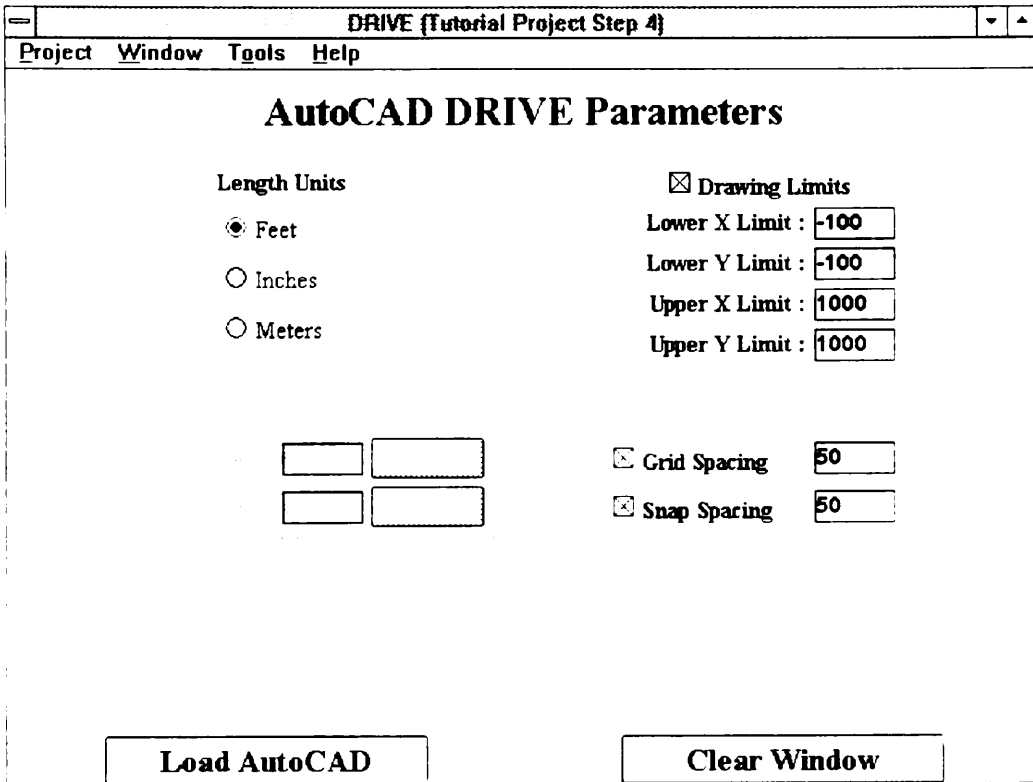 DRIVE (Tutorial Project Step 4)
Project Window Tools Help
AutoCAD DRIVE Parameters
Length Units
Feet
Inches
Meters
Drawing Limits
Lower X Limit : -100
Lower Y Limit : -100
Upper X Limit : 1000
Upper Y Limit : 1000
Grid Spacing 50
Snap Spacing 50
Load AutoCAD
Clear Window